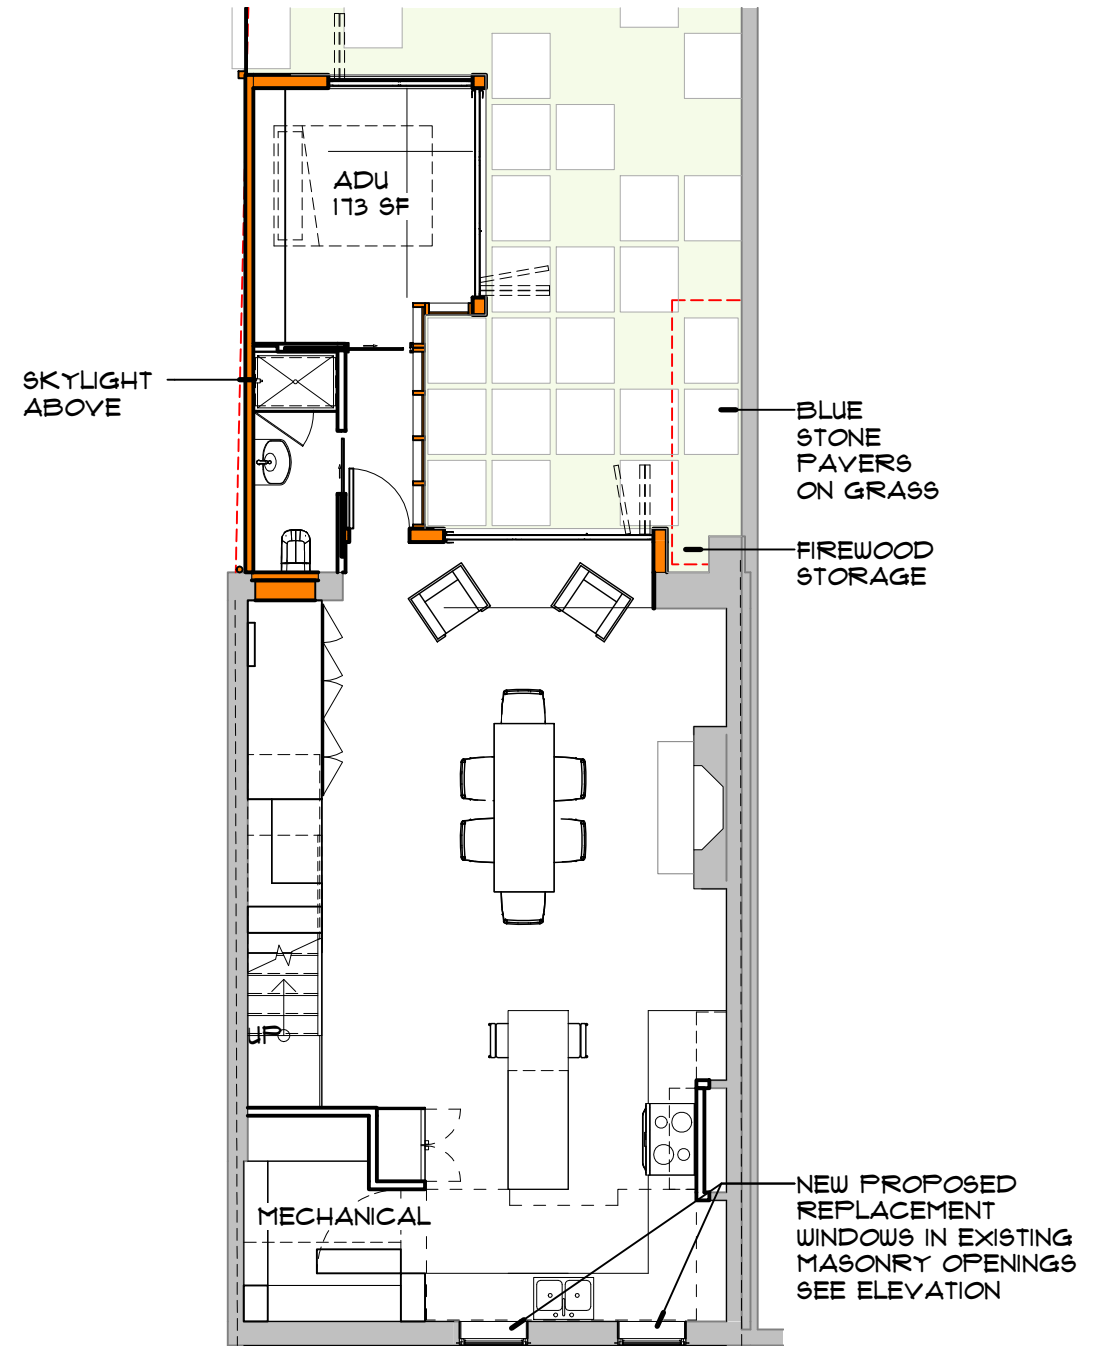 ADU
173 SF
SKYLIGHT
ABOVE
BLUE
STONE
PAVERS
ON GRASS
FIREWOOD
STORAGE
UP
MECHANICAL
NEW PROPOSED
REPLACEMENT
WINDOWS IN EXISTING
MASONRY OPENINGS
SEE ELEVATION